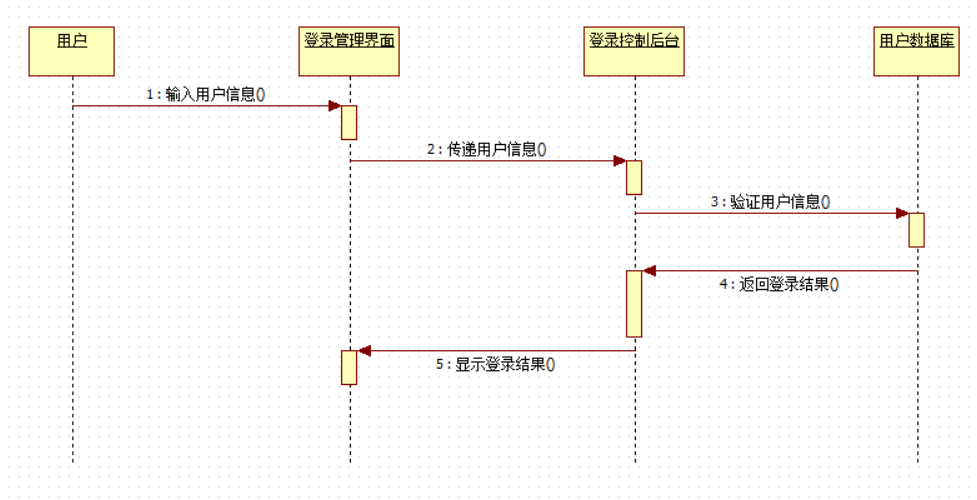 用户
登录管理界面
登录控制后台
用户数据库
1:输入用户信息()
2:传递用户信息()
3:验证用户信息()
4:返回登录结果()
5:显示登录结果()